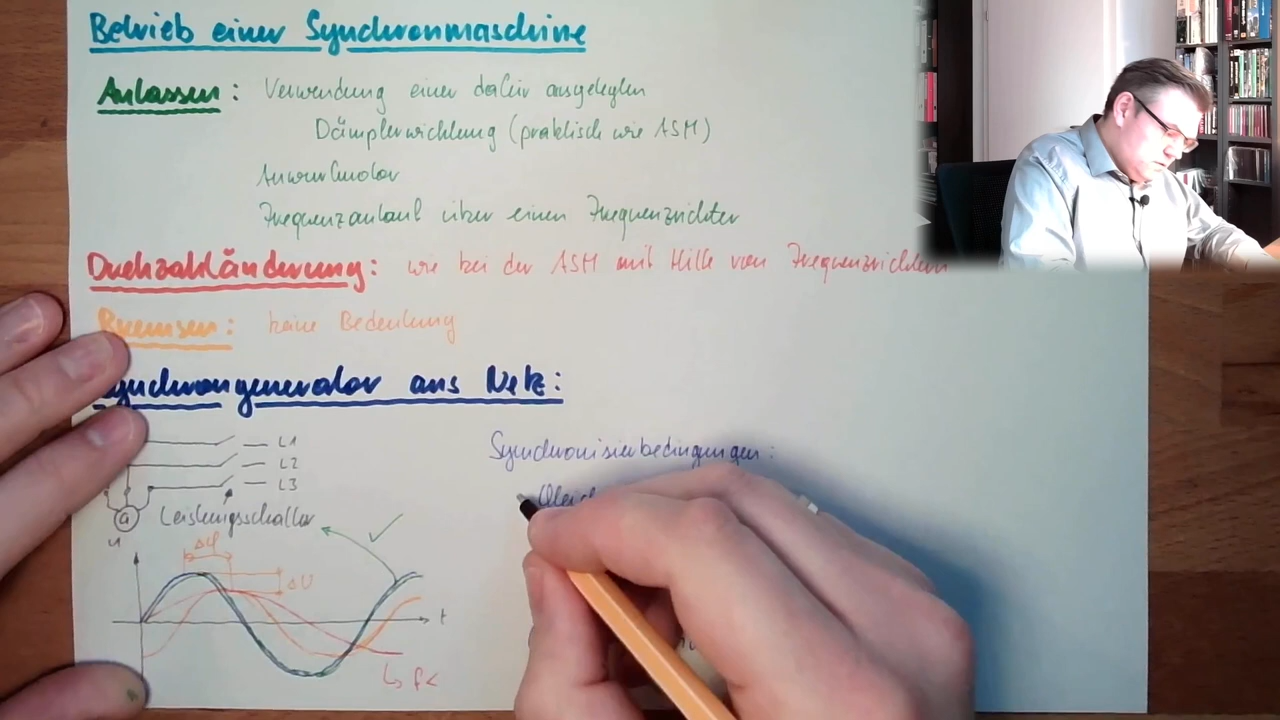 Betrieb einer Synchronmaschine
Anlassen: Verwendung einer dafür ausgelegten
Dämpferwicklung (praktisch wie ASM)
Anwurfmotor
Frequenzanlauf über einen Frequenzrichter
Drehzahländerung: wie bei der ASM mit Hilfe von Frequenzrichtern
Bremsen: keine Bedeutung
Synchrongenerator ans Netz:
L1
L2
L3
G
Leistungsschalter
Synchronisierbedingungen:
u
Δφ
ΔU
t
↳ f<